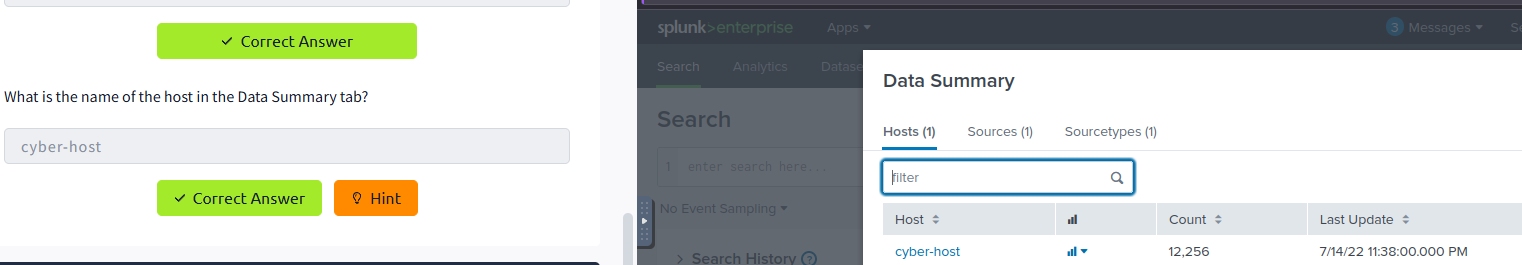 Correct Answer
What is the name of the host in the Data Summary tab?
cyber-host
Correct Answer
Hint
splunk>enterprise
Apps
3 Messages
Se
Search
Analytics
Datase
Search
1 enter search here...
No Event Sampling
Search History ?
Data Summary
Hosts (1)
Sources (1)
Sourcetypes (1)
filter
Host
Count
Last Update
cyber-host
12,256
7/14/22 11:38:00.000 PM